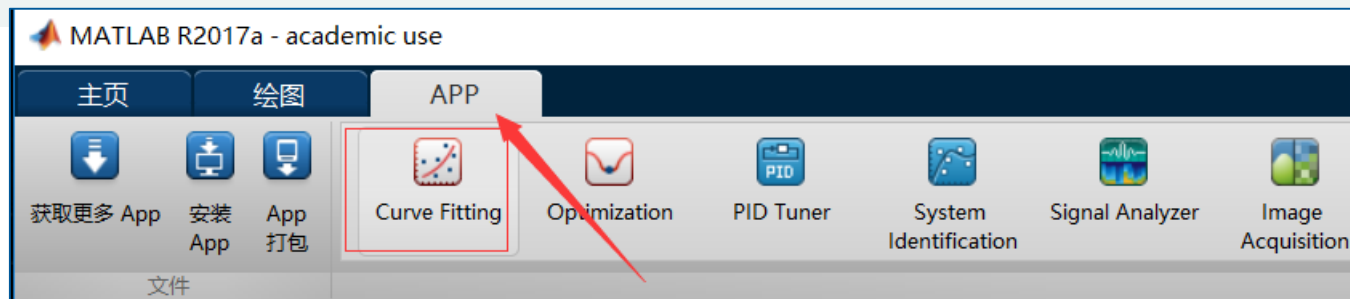 MATLAB R2017a - academic use
主页 绘图 APP
PID
获取更多 App 安装 App App 打包 Curve Fitting Optimization PID Tuner System Identification Signal Analyzer Image Acquisition
文件